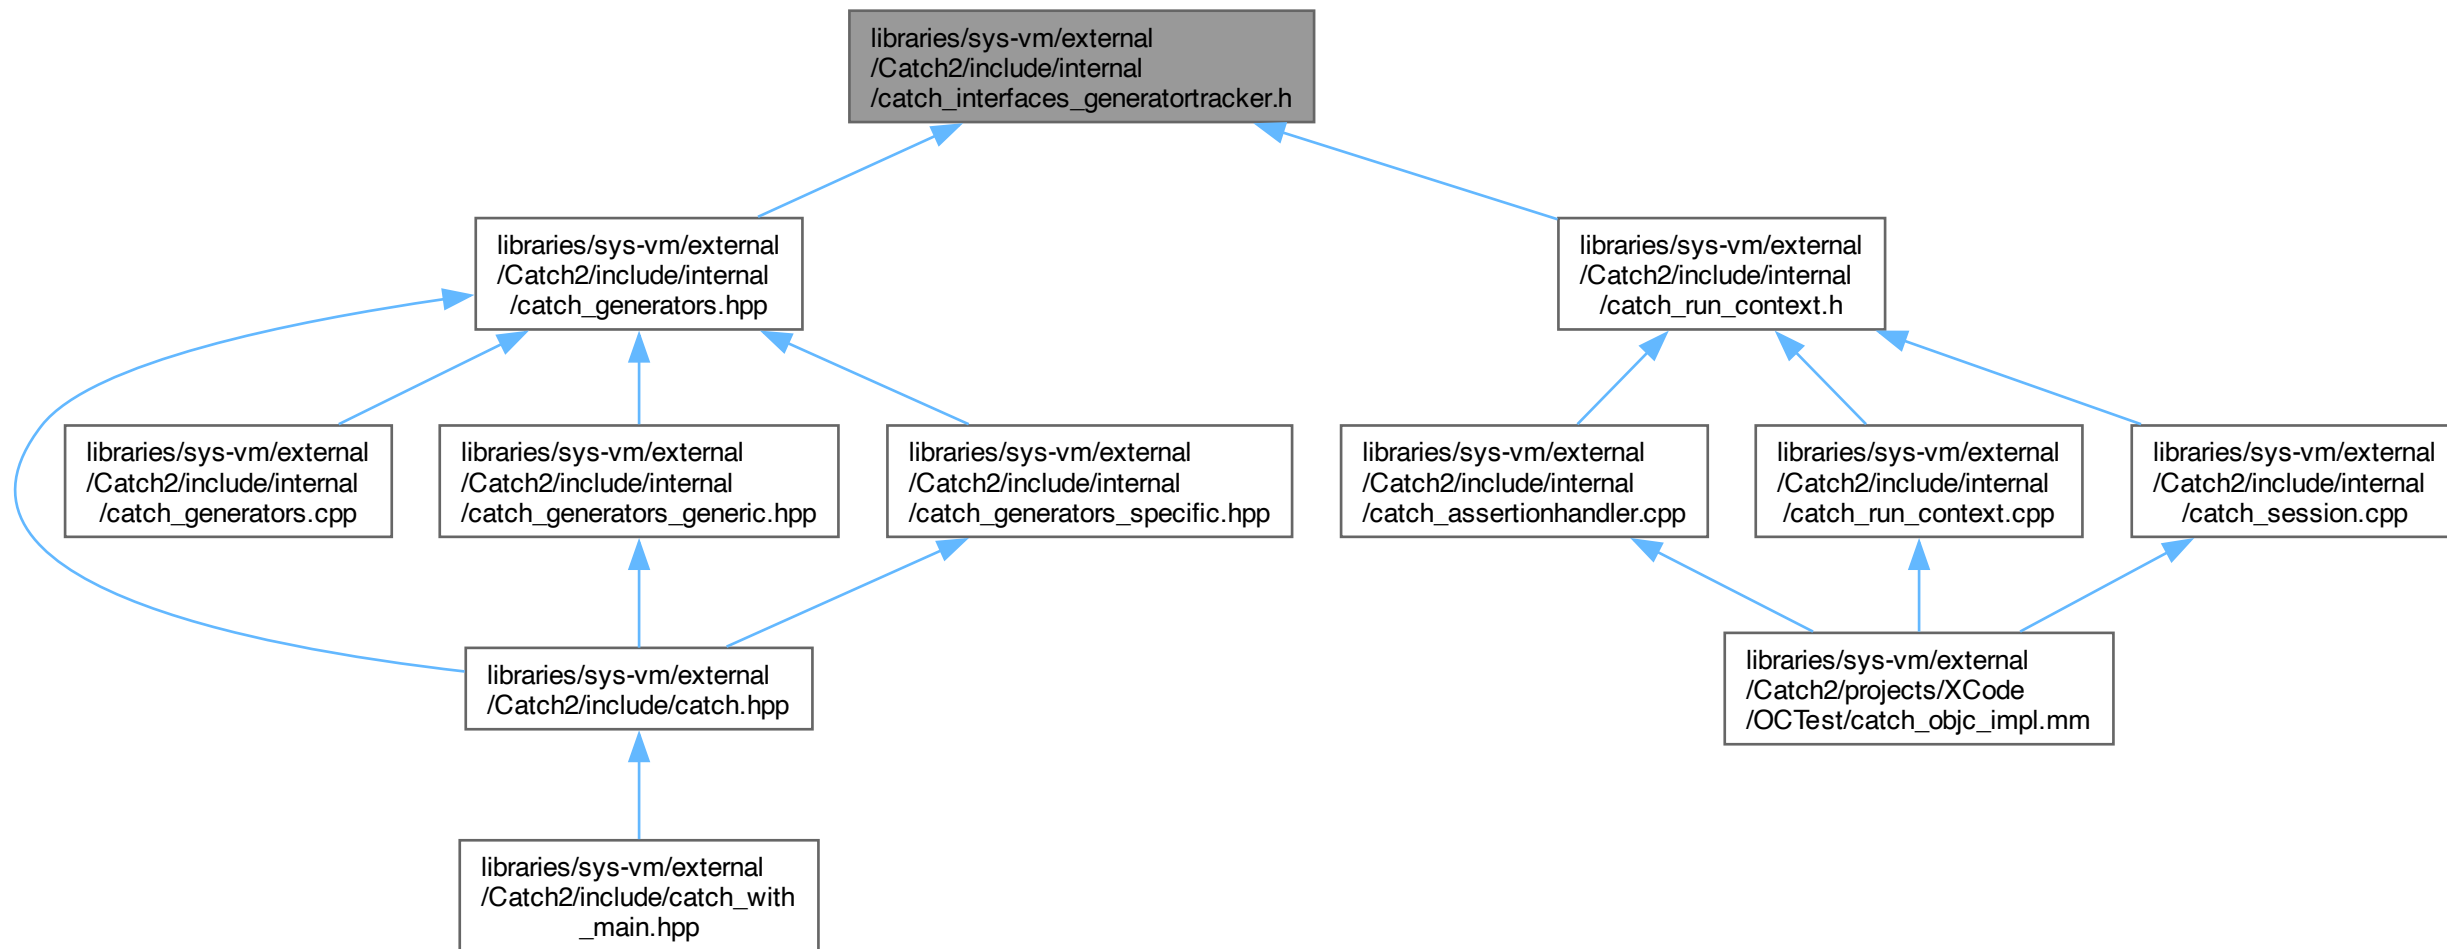 libraries/sys-vm/external
/Catch2/include/internal
/catch_interfaces_generatortracker.h
libraries/sys-vm/external
/Catch2/include/internal
/catch_generators.hpp
libraries/sys-vm/external
/Catch2/include/internal
/catch_run_context.h
libraries/sys-vm/external
/Catch2/include/internal
/catch_generators.cpp
libraries/sys-vm/external
/Catch2/include/internal
/catch_generators_generic.hpp
libraries/sys-vm/external
/Catch2/include/internal
/catch_generators_specific.hpp
libraries/sys-vm/external
/Catch2/include/internal
/catch_assertionhandler.cpp
libraries/sys-vm/external
/Catch2/include/internal
/catch_run_context.cpp
libraries/sys-vm/external
/Catch2/include/internal
/catch_session.cpp
libraries/sys-vm/external
/Catch2/include/catch.hpp
libraries/sys-vm/external
/Catch2/projects/XCode
/OCTest/catch_objc_impl.mm
libraries/sys-vm/external
/Catch2/include/catch_with
_main.hpp